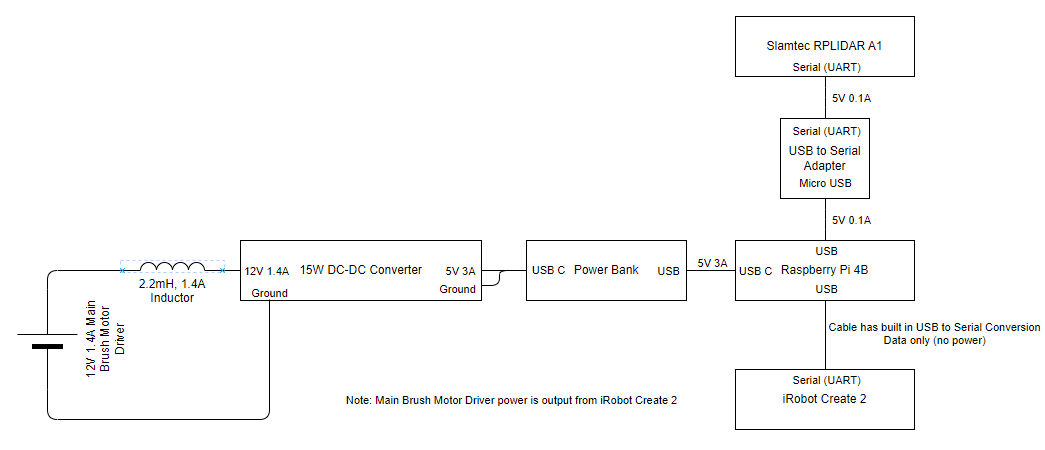 Slamtec RPLIDAR A1
Serial (UART)
5V 0.1A
Serial (UART)
USB to Serial
Adapter
Micro USB
5V 0.1A
12V 1.4A Main
Brush Motor
Driver
2.2mH, 1.4A
Inductor
12V 1.4A
15W DC-DC Converter
5V 3A
Ground
Ground
USB C
Power Bank
USB
5V 3A
USB
USB C
Raspberry Pi 4B
USB
Cable has built in USB to Serial Conversion
Data only (no power)
Serial (UART)
iRobot Create 2
Note: Main Brush Motor Driver power is output from iRobot Create 2